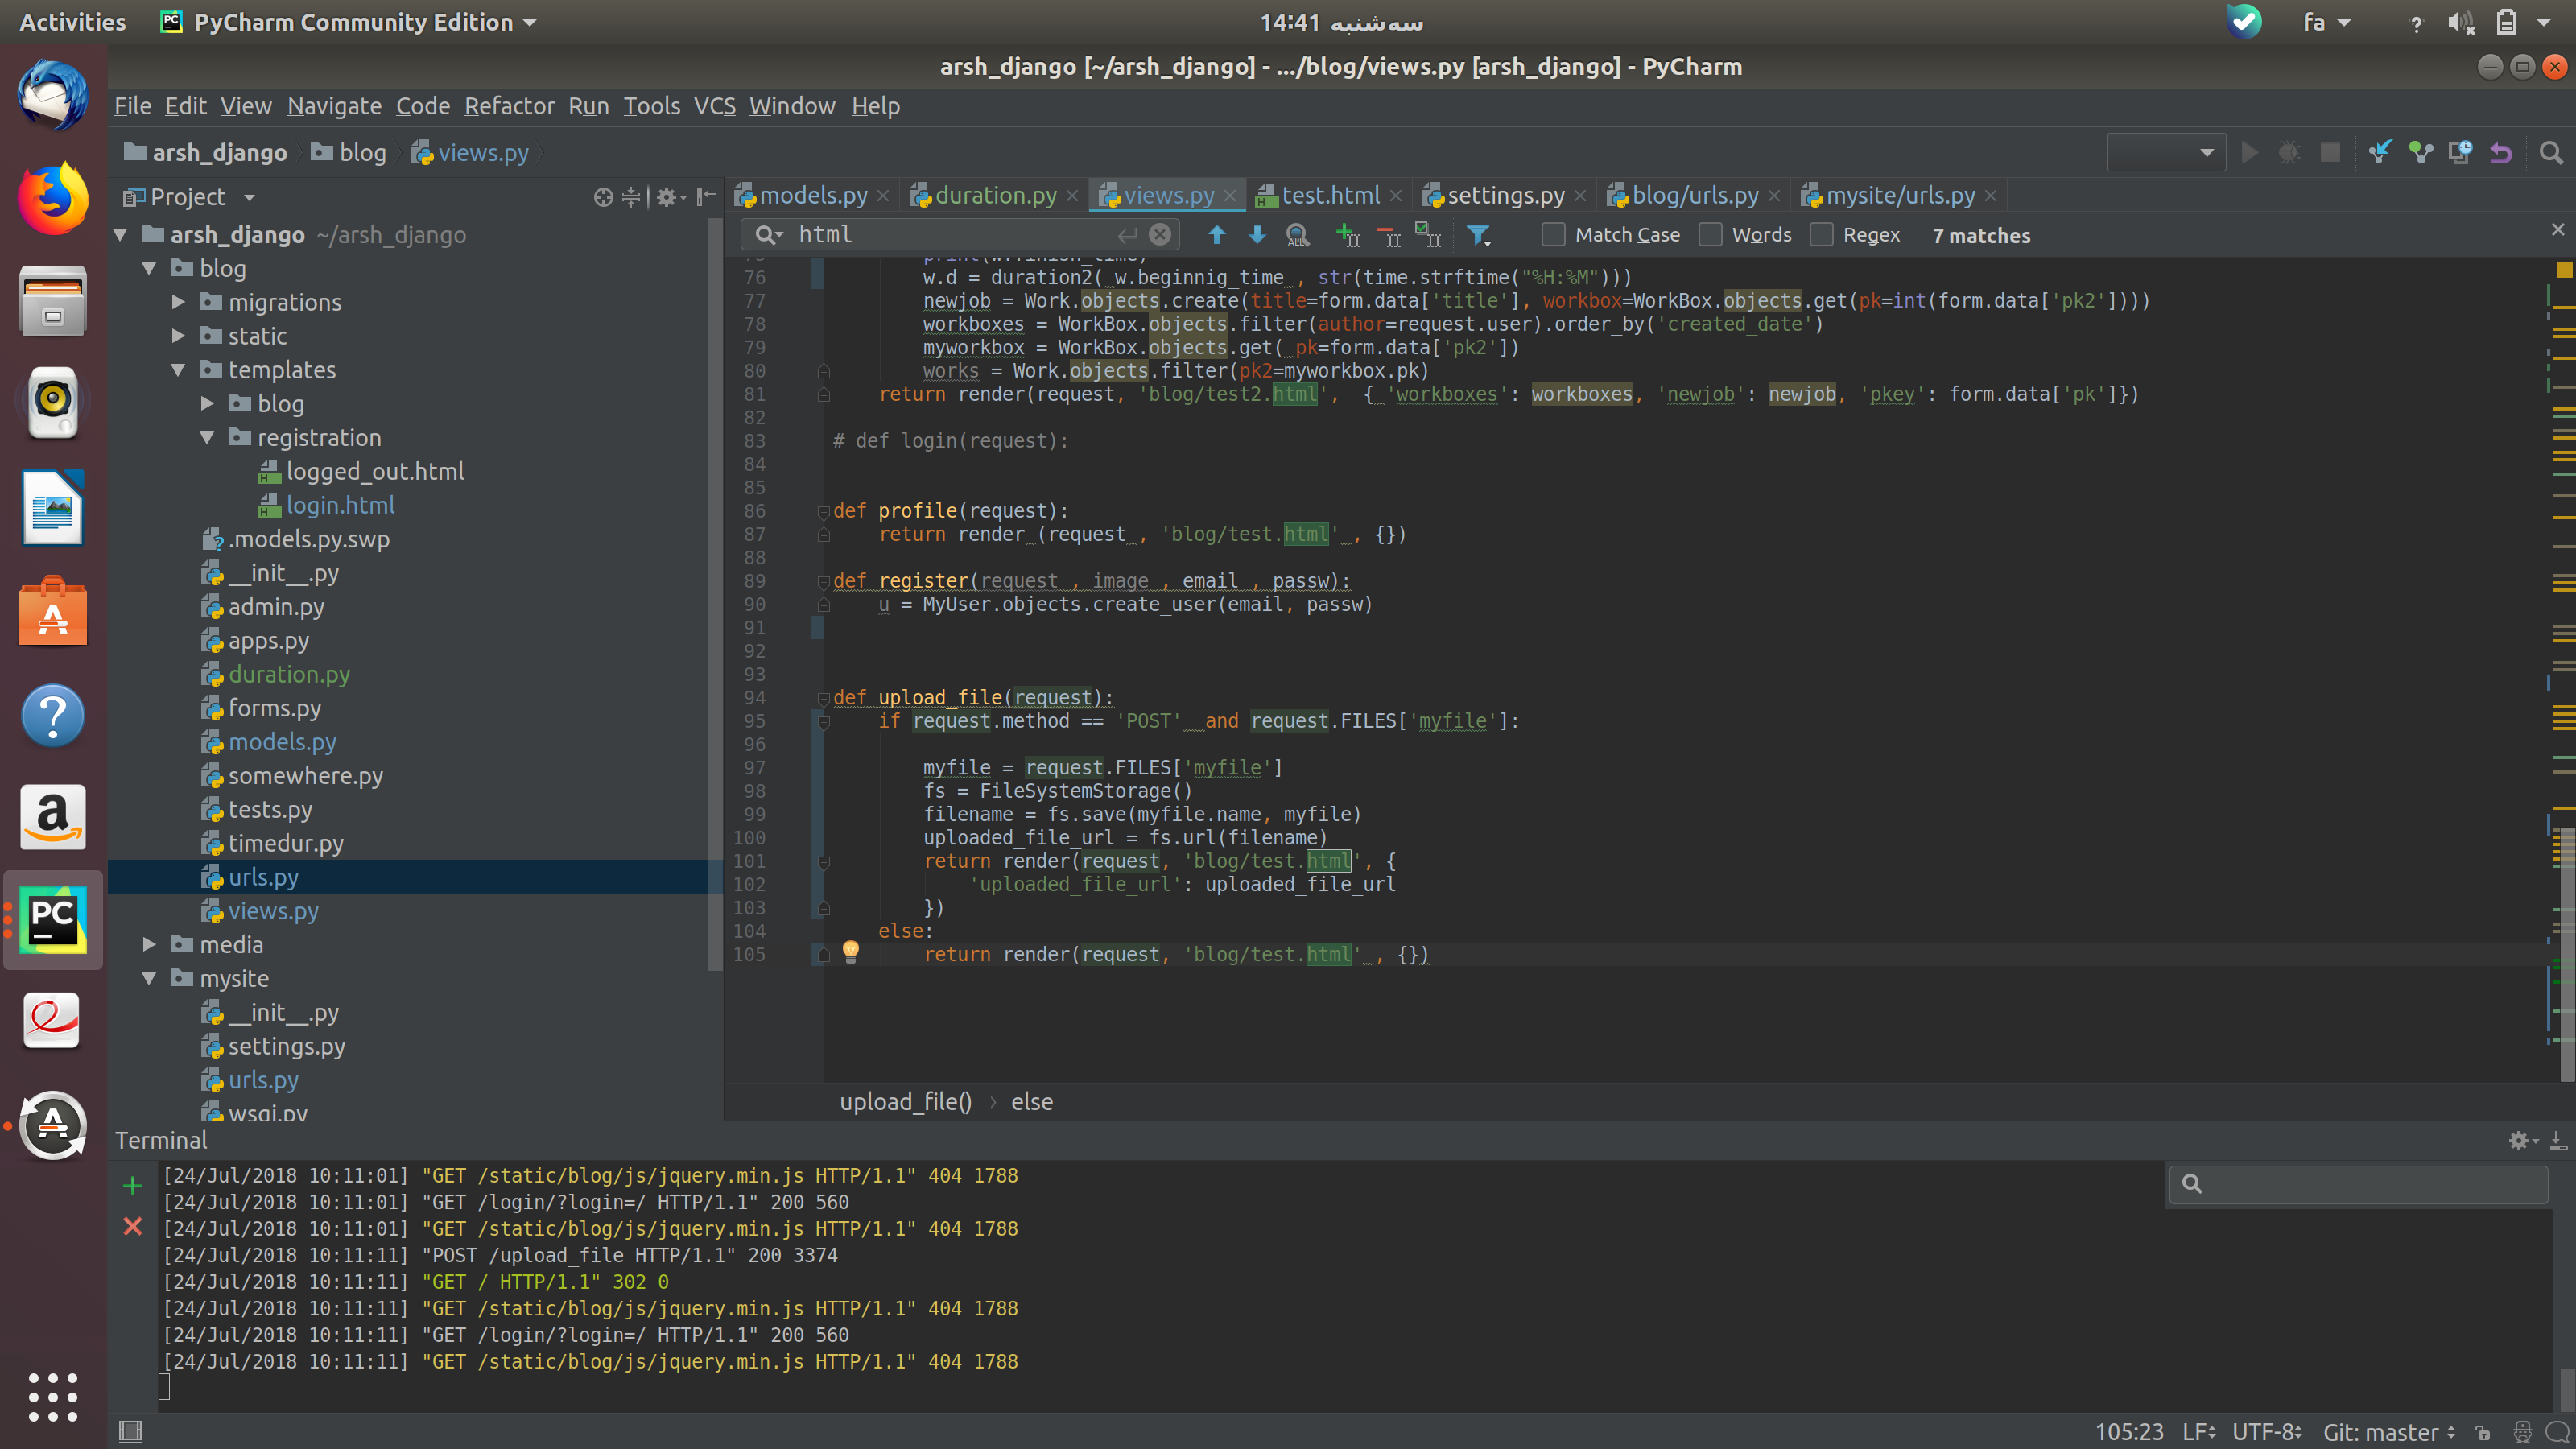 Activities
PyCharm Community Edition
سه‌شنبه 14:41
fa
arsh_django [~/arsh_django] - .../blog/views.py [arsh_django] - PyCharm
File Edit View Navigate Code Refactor Run Tools VCS Window Help
arsh_django blog views.py
Project
models.py duration.py views.py test.html settings.py blog/urls.py mysite/urls.py
html
Match Case Words Regex 7 matches
arsh_django ~/arsh_django
blog
migrations
static
templates
blog
registration
logged_out.html
login.html
.models.py.swp
__init__.py
admin.py
apps.py
duration.py
forms.py
models.py
somewhere.py
tests.py
timedur.py
urls.py
views.py
media
mysite
__init__.py
settings.py
urls.py
wsgi.py
75 print(w.finish_time)
76 w.d = duration2( w.beginnig_time , str(time.strftime("%H:%M")))
77 newjob = Work.objects.create(title=form.data['title'], workbox=WorkBox.objects.get(pk=int(form.data['pk2'])))
78 workboxes = WorkBox.objects.filter(author=request.user).order_by('created_date')
79 myworkbox = WorkBox.objects.get( pk=form.data['pk2'])
80 works = Work.objects.filter(pk2=myworkbox.pk)
81 return render(request, 'blog/test2.html',  { 'workboxes': workboxes, 'newjob': newjob, 'pkey': form.data['pk']})
82
83 # def login(request):
84
85
86 def profile(request):
87 return render (request , 'blog/test.html' , {})
88
89 def register(request , image , email , passw):
90 u = MyUser.objects.create_user(email, passw)
91
92
93
94 def upload_file(request):
95 if request.method == 'POST'  and request.FILES['myfile']:
96
97 myfile = request.FILES['myfile']
98 fs = FileSystemStorage()
99 filename = fs.save(myfile.name, myfile)
100 uploaded_file_url = fs.url(filename)
101 return render(request, 'blog/test.html', {
102 'uploaded_file_url': uploaded_file_url
103 })
104 else:
105 return render(request, 'blog/test.html' , {})
upload_file() › else
Terminal
[24/Jul/2018 10:11:01] "GET /static/blog/js/jquery.min.js HTTP/1.1" 404 1788
[24/Jul/2018 10:11:01] "GET /login/?login=/ HTTP/1.1" 200 560
[24/Jul/2018 10:11:01] "GET /static/blog/js/jquery.min.js HTTP/1.1" 404 1788
[24/Jul/2018 10:11:11] "POST /upload_file HTTP/1.1" 200 3374
[24/Jul/2018 10:11:11] "GET / HTTP/1.1" 302 0
[24/Jul/2018 10:11:11] "GET /static/blog/js/jquery.min.js HTTP/1.1" 404 1788
[24/Jul/2018 10:11:11] "GET /login/?login=/ HTTP/1.1" 200 560
[24/Jul/2018 10:11:11] "GET /static/blog/js/jquery.min.js HTTP/1.1" 404 1788
105:23 LF UTF-8 Git: master